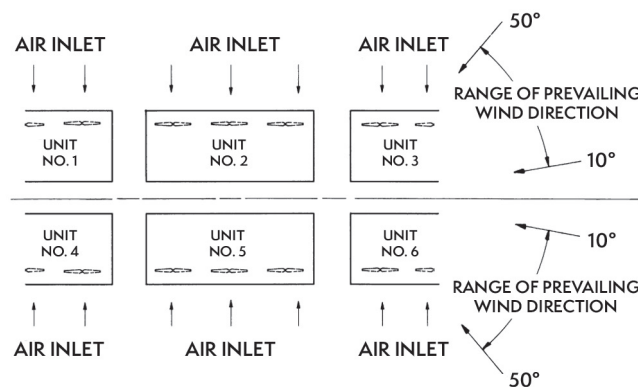 50°
AIR INLET
AIR INLET
AIR INLET
RANGE OF PREVAILING
WIND DIRECTION
UNIT
NO. 1
UNIT
NO. 2
UNIT
NO. 3
10°
UNIT
NO. 4
UNIT
NO. 5
UNIT
NO. 6
10°
RANGE OF PREVAILING
WIND DIRECTION
AIR INLET
AIR INLET
AIR INLET
50°